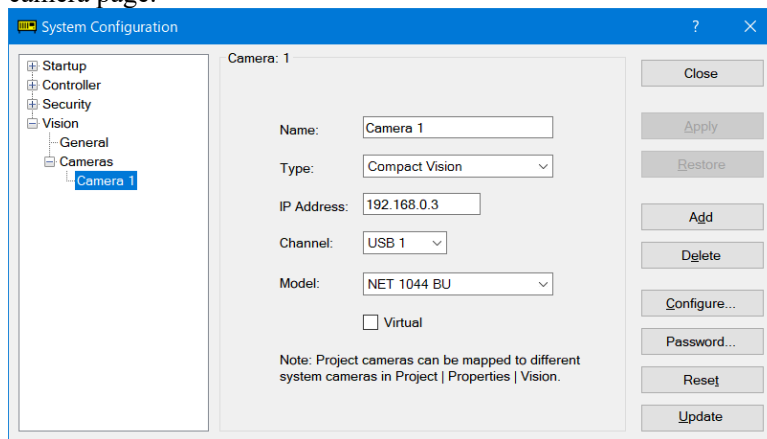 camera page.
System Configuration
?
Startup
Controller
Security
Vision
General
Cameras
Camera 1
Camera: 1
Name: Camera 1
Type: Compact Vision
IP Address: 192.168.0.3
Channel: USB 1
Model: NET 1044 BU
Virtual
Note: Project cameras can be mapped to different
system cameras in Project | Properties | Vision.
Close
Apply
Restore
Add
Delete
Configure...
Password...
Reset
Update